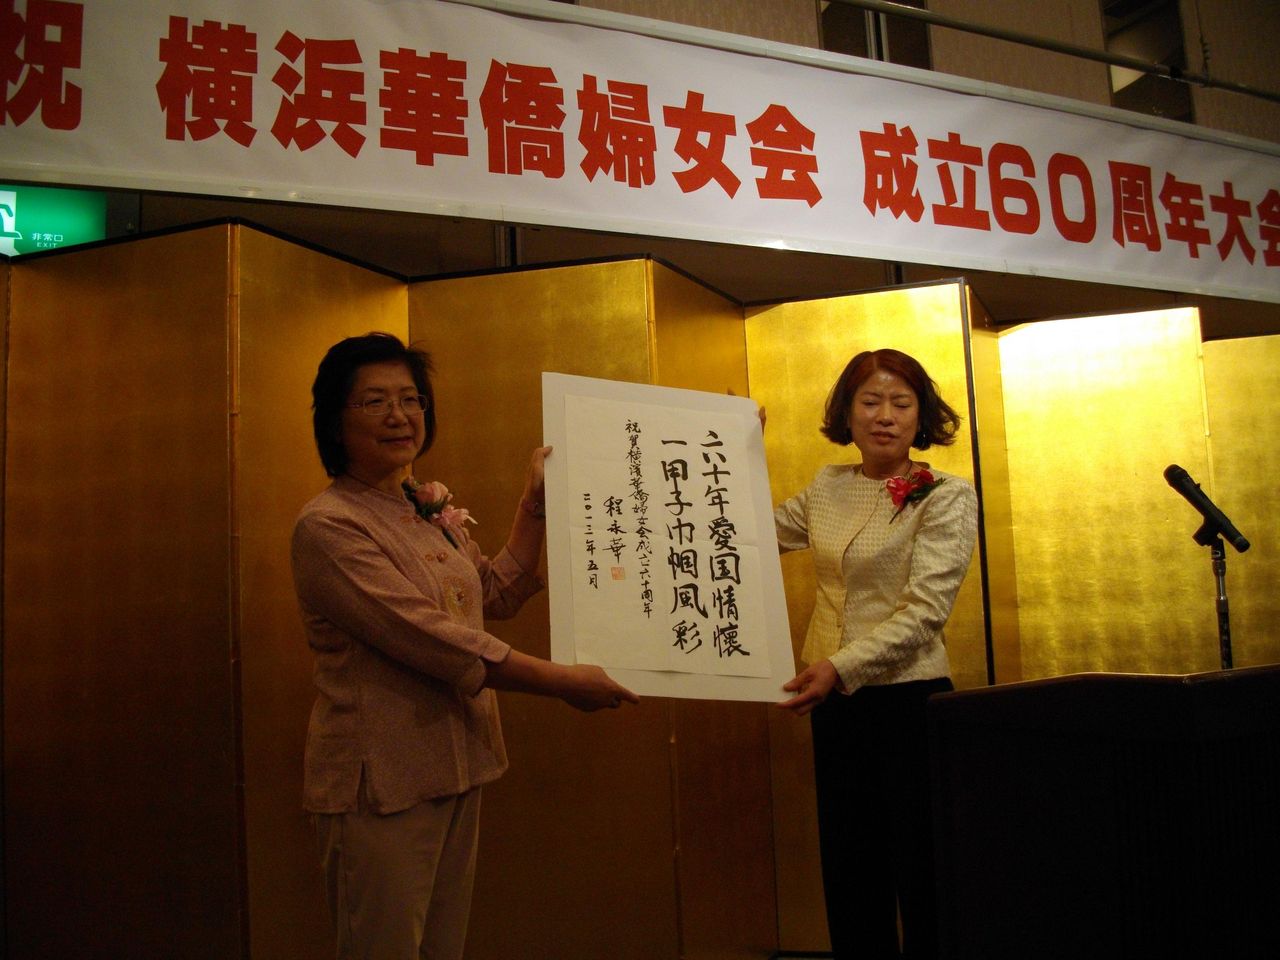 祝 横浜華僑婦女会 成立60周年大会
非常口
EXIT
六十年愛国情懷
一甲子巾帼風彩
祝賀橫濱華僑婦女会成立六十周年
程永華
二〇一三年五月